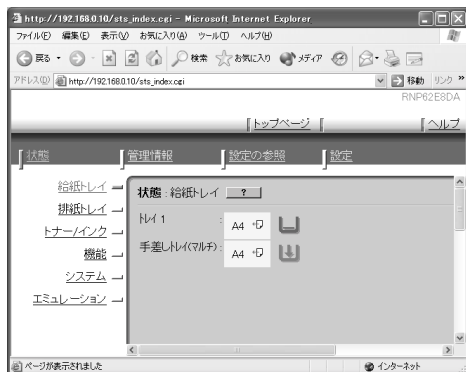 http://192.168.0.10/sts_index.cgi - Microsoft Internet Explorer
ファイル(F) 編集(E) 表示(V) お気に入り(A) ツール(T) ヘルプ(H)
戻る 検索 お気に入り メディア
アドレス(D) http://192.168.0.10/sts_index.cgi 移動 リンク »
RNP62E8DA
トップページ ヘルプ
状態 管理情報 設定の参照 設定
給紙トレイ
排紙トレイ
トナー/インク
機能
システム
エミュレーション
状態 : 給紙トレイ ?
トレイ 1 : A4
手差しトレイ(マルチ) : A4
ページが表示されました インターネット